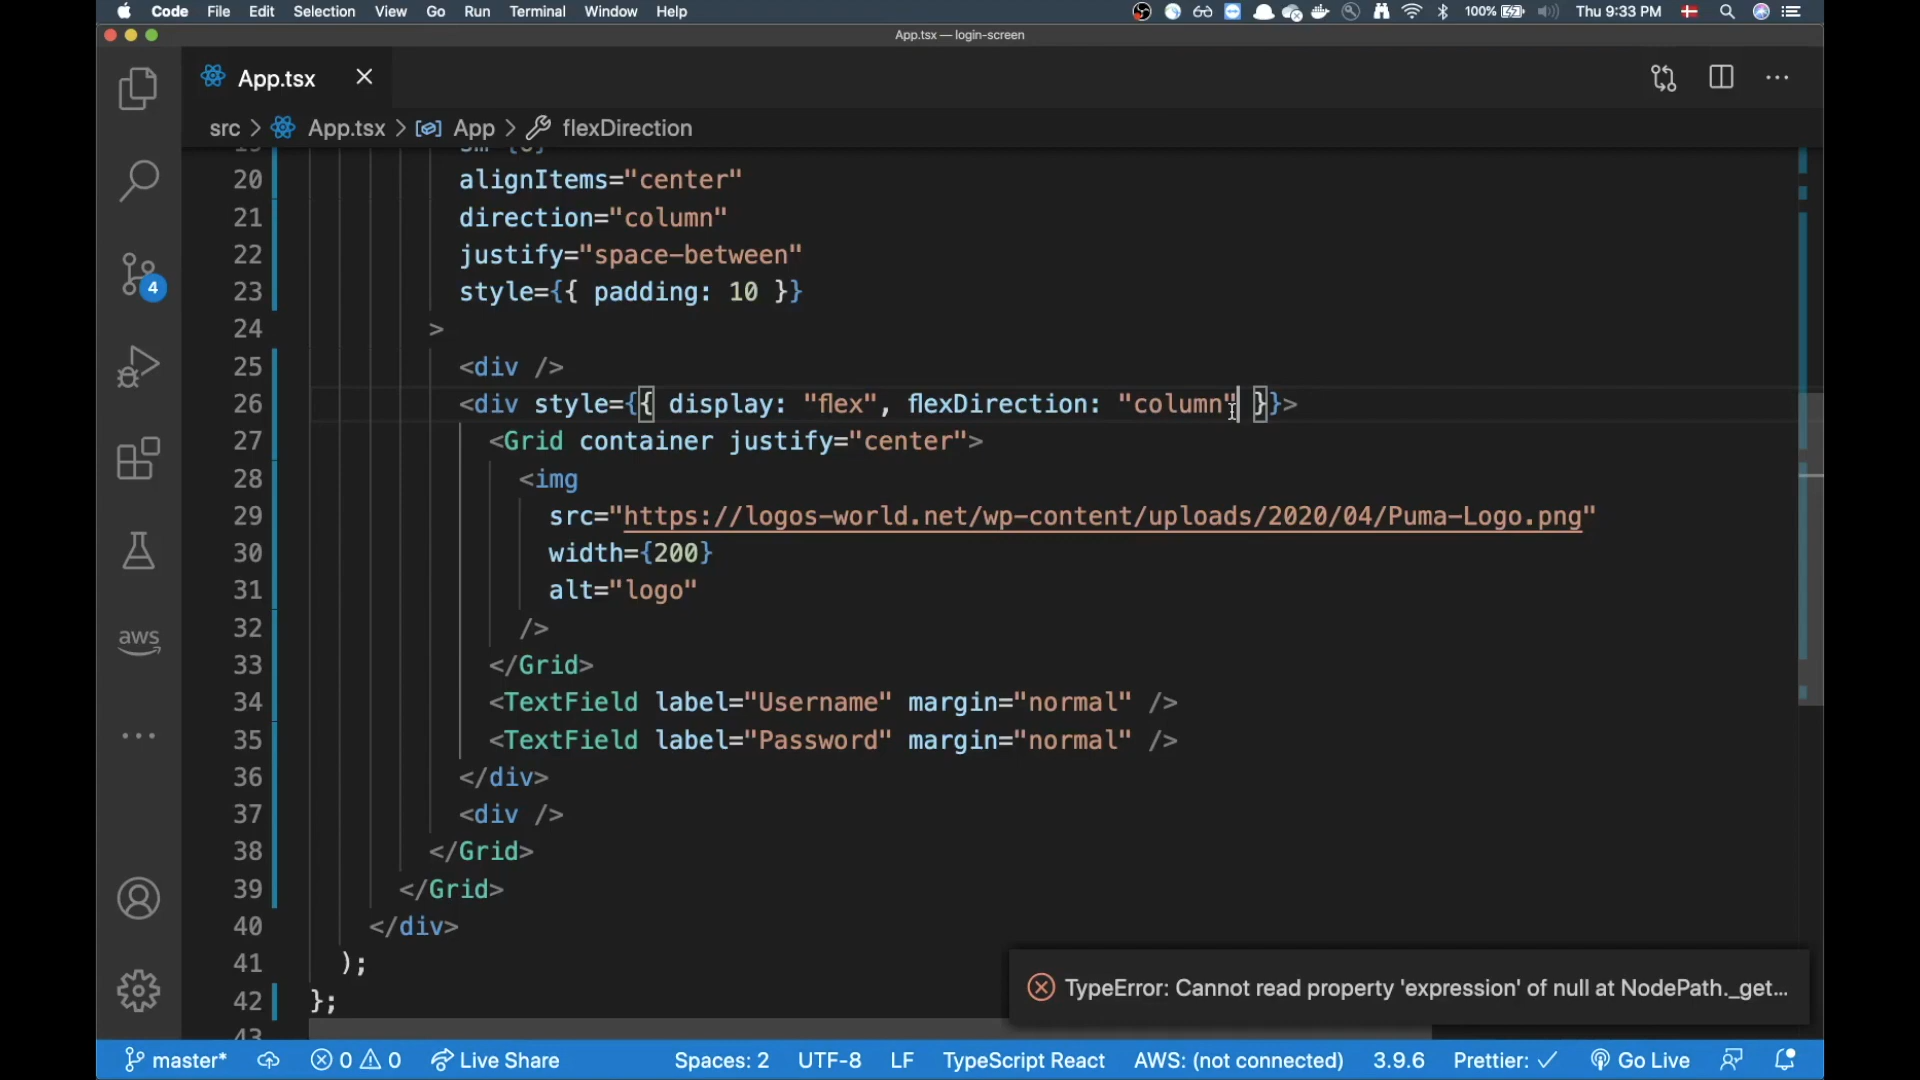 Code File Edit Selection View Go Run Terminal Window Help 100% Thu 9:33 PM
App.tsx — login-screen
App.tsx
src > App.tsx > App > flexDirection
20 alignItems="center"
21 direction="column"
22 justify="space-between"
23 style={{ padding: 10 }}
24 >
25 <div />
26 <div style={{ display: "flex", flexDirection: "column" }}>
27 <Grid container justify="center">
28 <img
29 src="https://logos-world.net/wp-content/uploads/2020/04/Puma-Logo.png"
30 width={200}
31 alt="logo"
32 />
33 </Grid>
34 <TextField label="Username" margin="normal" />
35 <TextField label="Password" margin="normal" />
36 </div>
37 <div />
38 </Grid>
39 </Grid>
40 </div>
41 );
42 };
43
4
aws
TypeError: Cannot read property 'expression' of null at NodePath._get...
master* 0 0 Live Share Spaces: 2 UTF-8 LF TypeScript React AWS: (not connected) 3.9.6 Prettier: ✓ Go Live